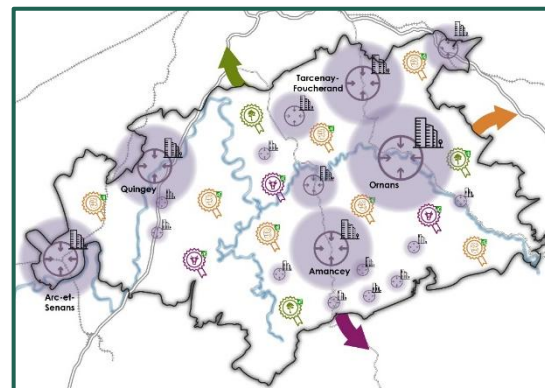 Tarcenay-
Foucherand
Ornans
Quingey
Amancey
Arc-et-
Senans